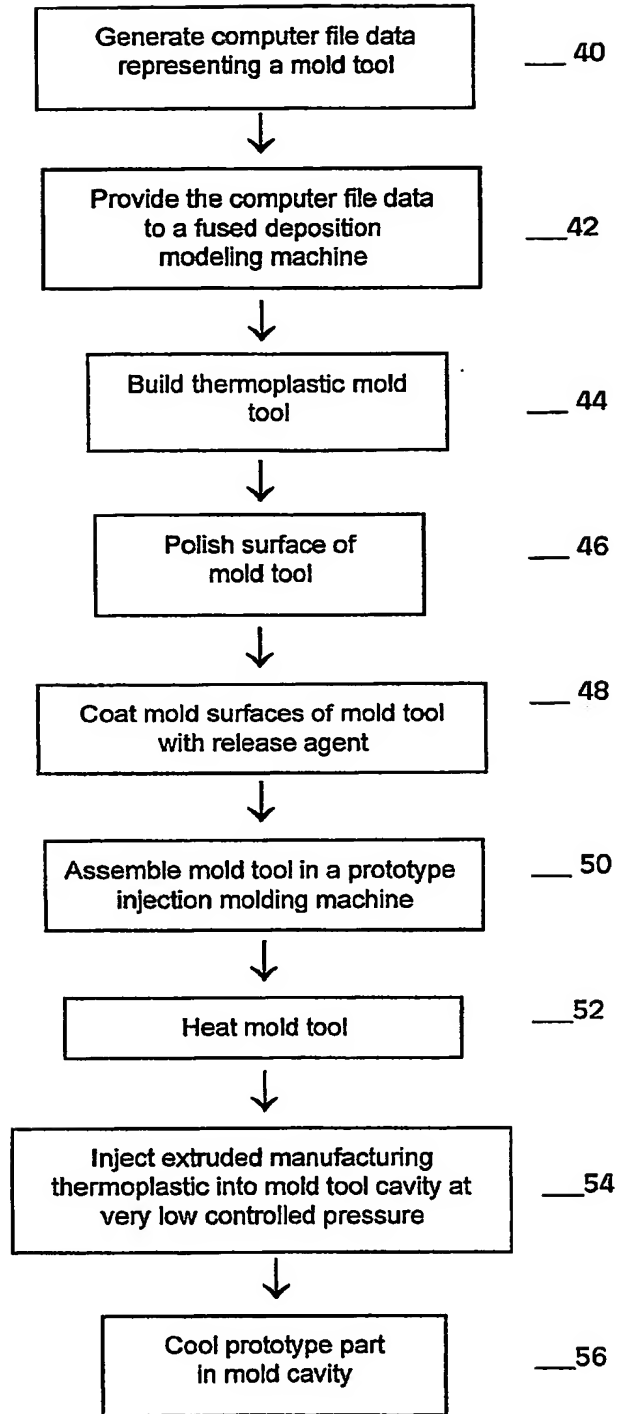 Generate computer file data
representing a mold tool
40
Provide the computer file data
to a fused deposition
modeling machine
42
Build thermoplastic mold
tool
44
Polish surface of
mold tool
46
Coat mold surfaces of mold tool
with release agent
48
Assemble mold tool in a prototype
injection molding machine
50
Heat mold tool
52
Inject extruded manufacturing
thermoplastic into mold tool cavity at
very low controlled pressure
54
Cool prototype part
in mold cavity
56